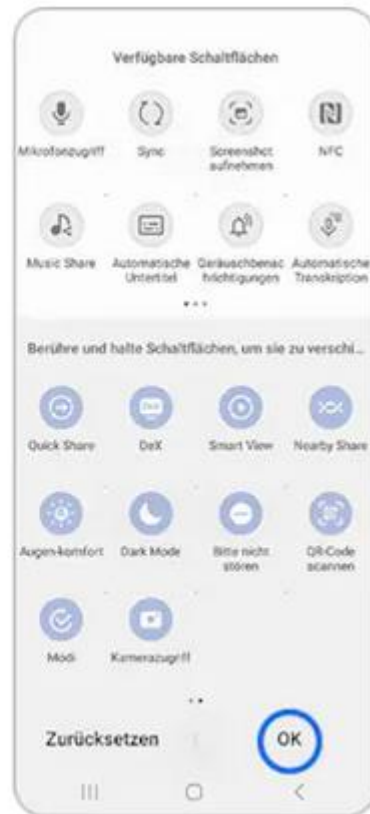 Verfügbare Schaltflächen
Mikrofonzugriff Sync Screenshot NFC
aufnehmen
Music Share Automatische Geräuschbenac Automatische
Untertitel hrichtigungen Transkription
Berühre und halte Schaltflächen, um sie zu verschi...
Quick Share DeX Smart View Nearby Share
Augen-komfort Dark Mode Bitte nicht QR-Code
stören scannen
Modi Kamerazugriff
Zurücksetzen OK